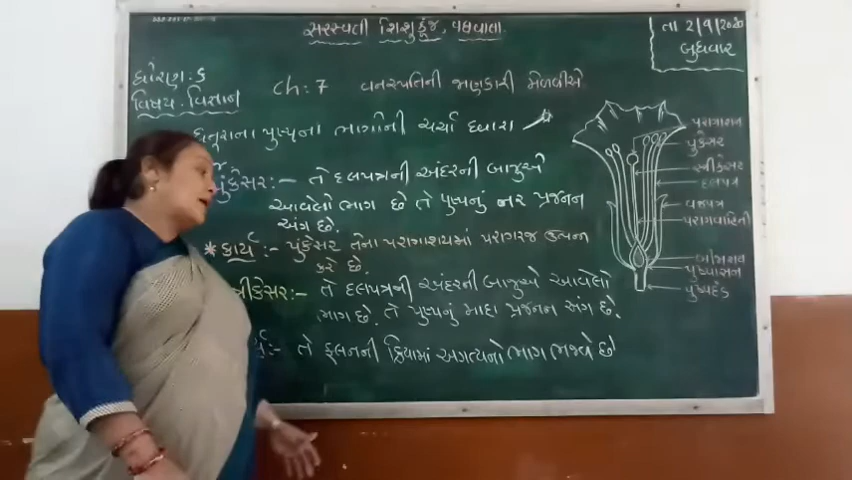 સરસ્વતી શિશુકુંજ, વઘવાલા
તા 2/9/2020
બુધવાર
ધોરણ: ૬
વિષય. વિજ્ઞાન
Ch: 7 વનસ્પતિની જાણકારી મેળવીએ
ધતૂરાના પુષ્પના ભાગોની ચર્ચા દ્વારા
પુંકેસર:- તે દલપત્રની અંદરની બાજુએ
આવેલો ભાગ છે તે પુષ્પનું નર પ્રજનન
અંગ છે.
* કાર્ય:- પુંકેસર તેના પરાગાશયમાં પરાગરજ ઉત્પન્ન
કરે છે.
સ્ત્રીકેસર:- તે દલપત્રની અંદરની બાજુએ આવેલો
ભાગ છે. તે પુષ્પનું માદા પ્રજનન અંગ છે.
:- તે ફલનની ક્રિયામાં અગત્યનો ભાગ ભજવે છે
પરાગાસન
પુંકેસર
સ્ત્રીકેસર
દલપત્ર
વજ્રપત્ર
પરાગવાહિની
બીજાશય
પુષ્પાસન
પુષ્પદંડ